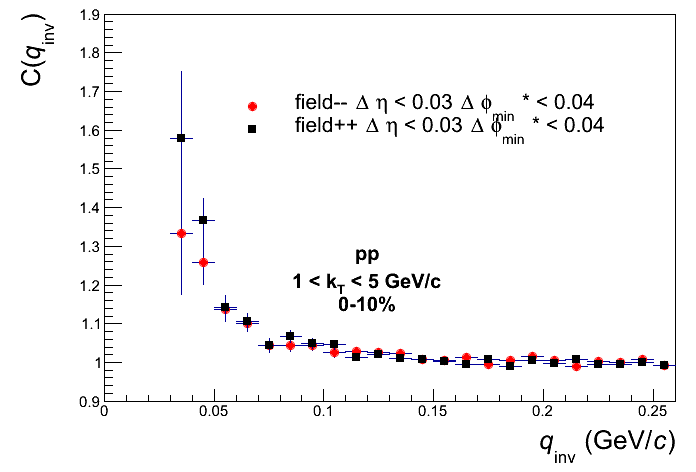 C(q_inv)
1.9
1.8
1.7
1.6
1.5
1.4
1.3
1.2
1.1
1
0.9
field-- Δ η < 0.03 Δ ϕ_min * < 0.04
field++ Δ η < 0.03 Δ ϕ_min * < 0.04
pp
1 < k_T < 5 GeV/c
0-10%
0 0.05 0.1 0.15 0.2 0.25
q_inv (GeV/c)